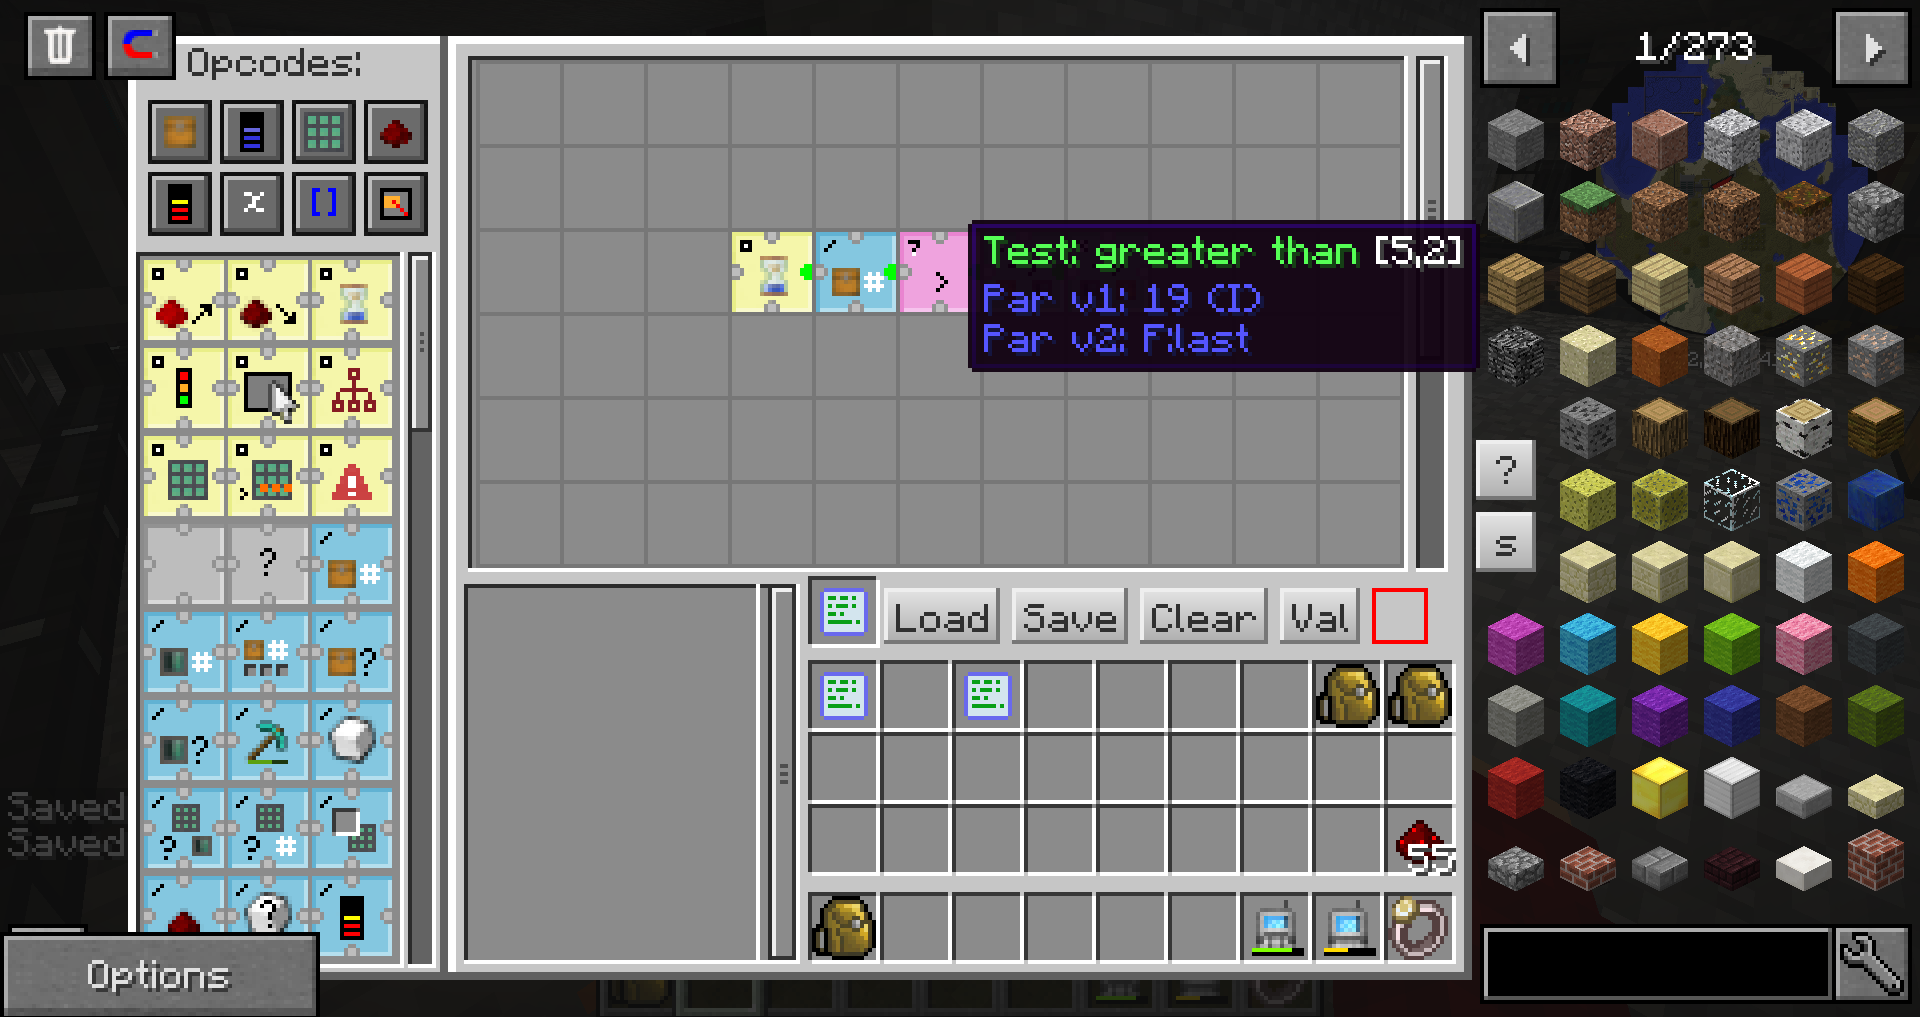 Opcodes:
1/273
Test: greater than [5,2]
Par v1: 19 (I)
Par v2: F:last
?
s
Load
Save
Clear
Val
Saved
Saved
55
Options